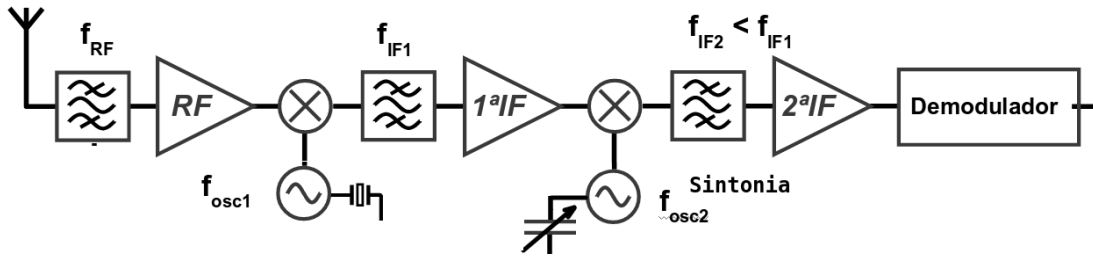 f_RF
f_IF1
f_IF2 < f_IF1
RF
1ªIF
2ªIF
Demodulador
f_osc1
f_osc2
Sintonia